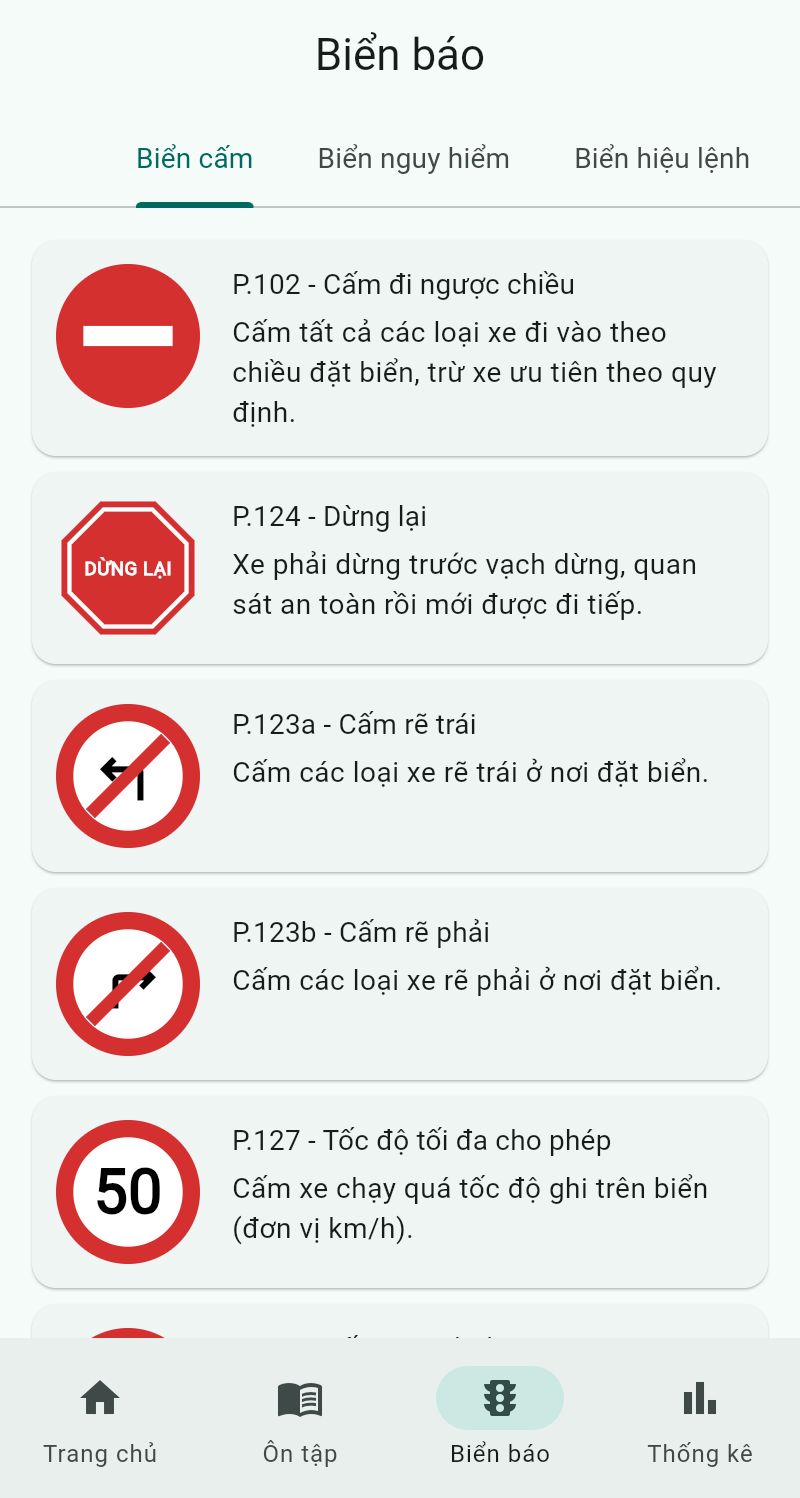 Biển báo
Biển cấm
Biển nguy hiểm
Biển hiệu lệnh
P.102 - Cấm đi ngược chiều
Cấm tất cả các loại xe đi vào theo
chiều đặt biển, trừ xe ưu tiên theo quy
định.
DỪNG LẠI
P.124 - Dừng lại
Xe phải dừng trước vạch dừng, quan
sát an toàn rồi mới được đi tiếp.
P.123a - Cấm rẽ trái
Cấm các loại xe rẽ trái ở nơi đặt biển.
P.123b - Cấm rẽ phải
Cấm các loại xe rẽ phải ở nơi đặt biển.
50
P.127 - Tốc độ tối đa cho phép
Cấm xe chạy quá tốc độ ghi trên biển
(đơn vị km/h).
Trang chủ
Ôn tập
Biển báo
Thống kê